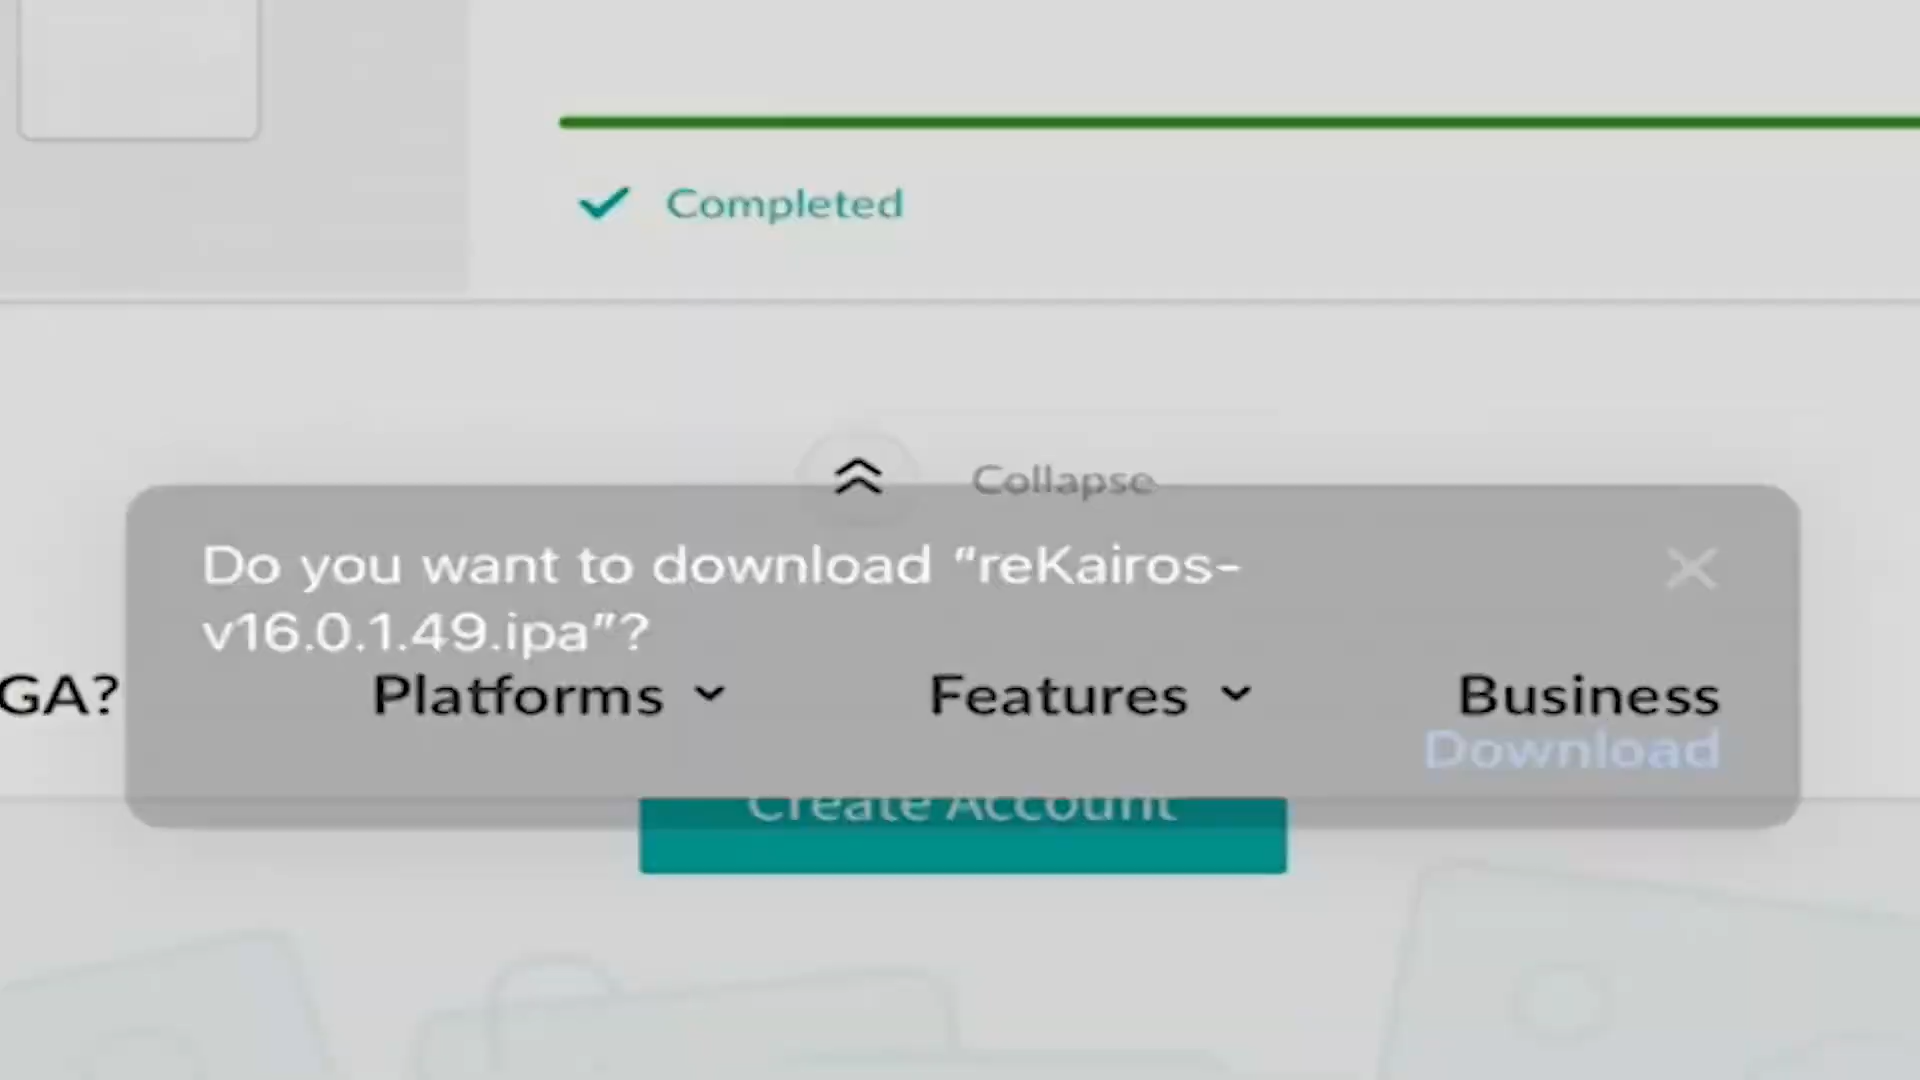 Completed
Collapse
Do you want to download “reKairos-
v16.0.1.49.ipa”?
GA? Platforms Features Business
Download
Create Account